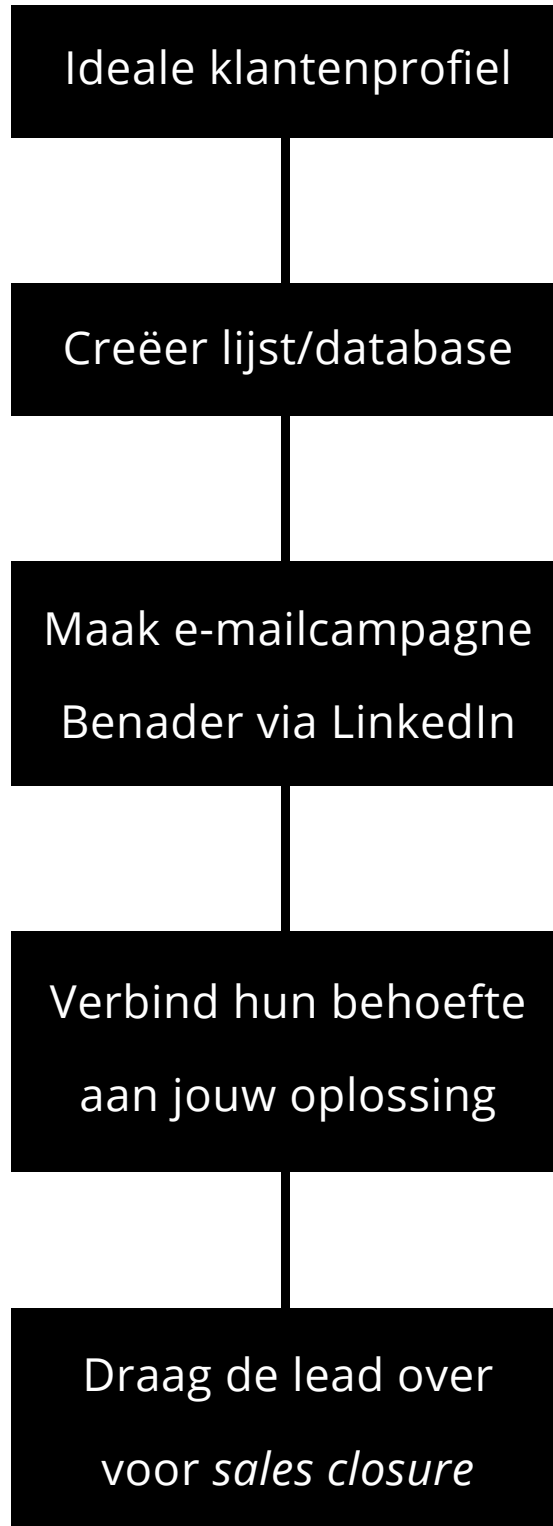 Ideale klantenprofiel
Creëer lijst/database
Maak e-mailcampagne
Benader via LinkedIn
Verbind hun behoefte
aan jouw oplossing
Draag de lead over
voor sales closure